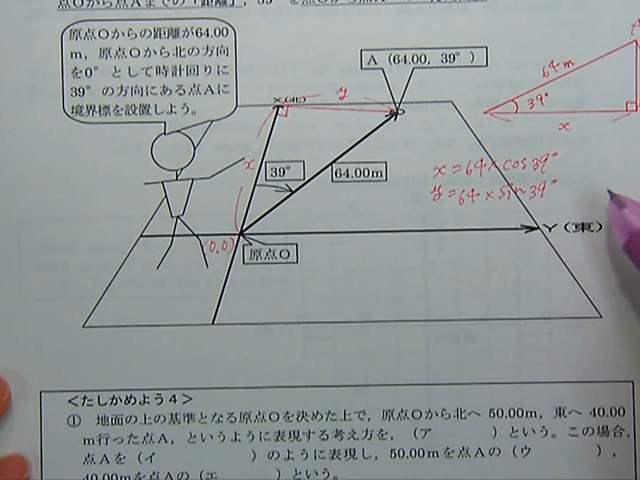 点Oから点Aまでの「距離」，39°を
原点Oからの距離が64.00
m，原点Oから北の方向
を0°として時計回りに
39°の方向にある点Aに
境界標を設置しよう。
A（64.00, 39°）
X(北)
y
x
39°
64.00m
64m
39°
x
x=64×cos39°
y=64×sin39°
Y（東）
(0,0)
原点O
＜たしかめよう４＞
① 地面の上の基準となる原点Oを決めた上で，原点Oから北へ 50.00m，東へ 40.00
m行った点A，というように表現する考え方を，（ア　　　　）という。この場合，
点Aを（イ　　　　　）のように表現し，50.00mを点Aの（ウ　　　　），
40.00mを点Aの（エ　　　　）という。